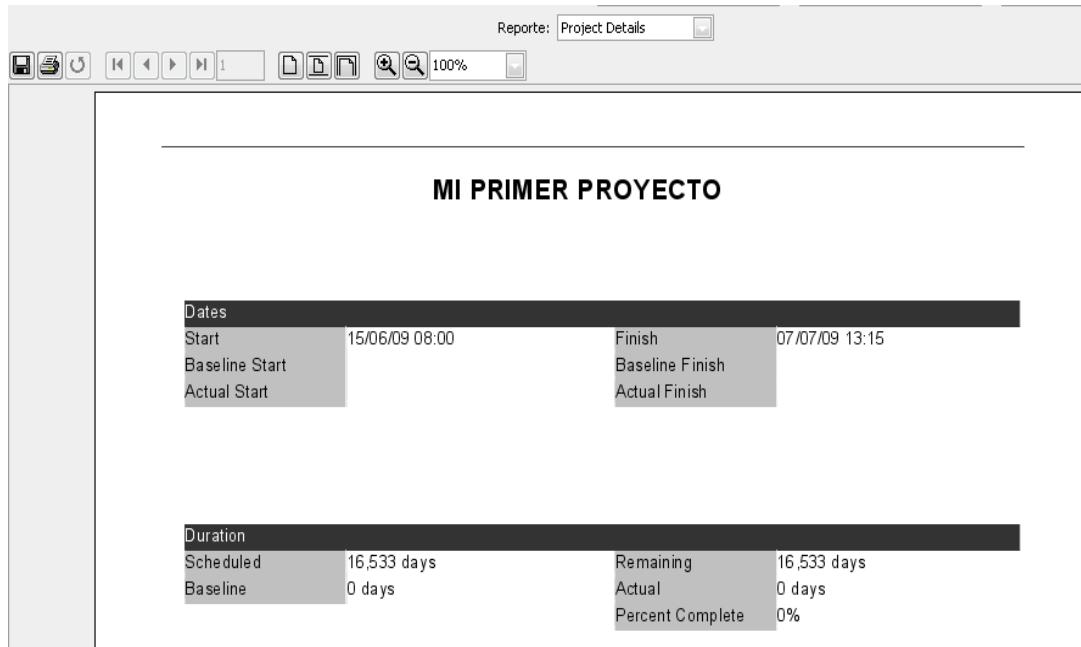 Reporte: Project Details
1
100%
MI PRIMER PROYECTO
Dates
Start 15/06/09 08:00 Finish 07/07/09 13:15
Baseline Start Baseline Finish
Actual Start Actual Finish
Duration
Scheduled 16,533 days Remaining 16,533 days
Baseline 0 days Actual 0 days
Percent Complete 0%